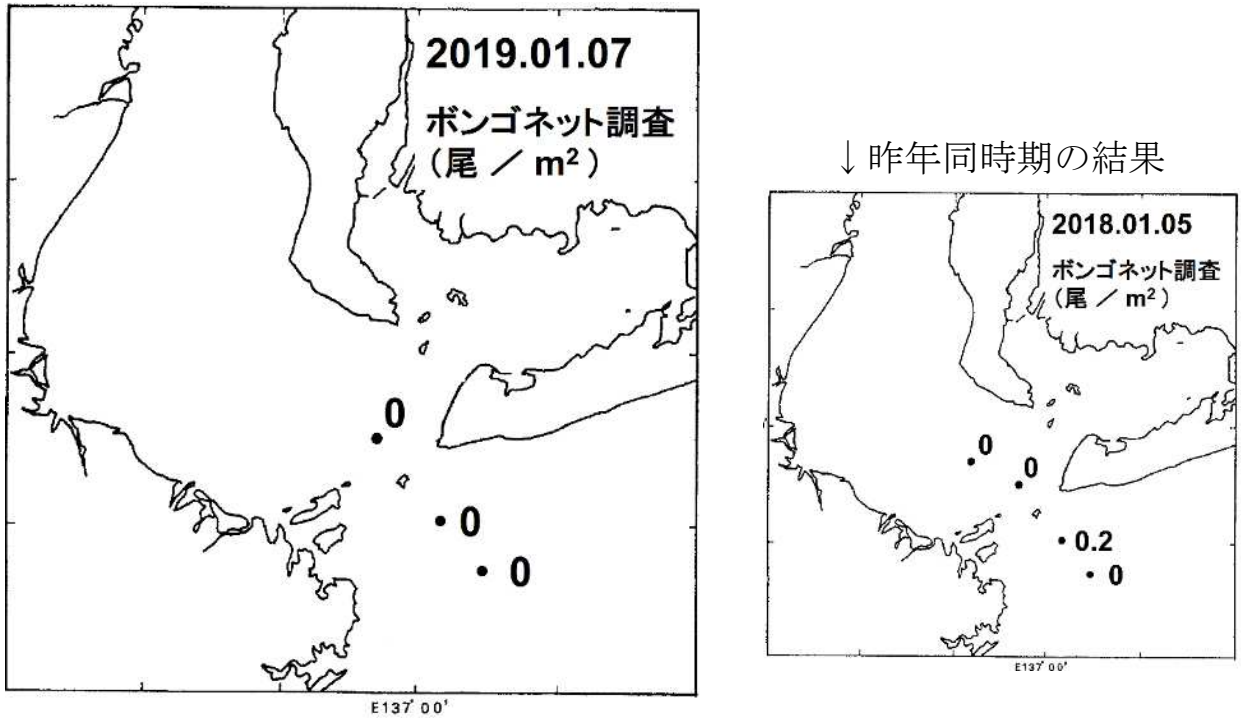 2019.01.07
ボンゴネット調査
(尾 ／ m²)
0
0
0
E137°00'
↓昨年同時期の結果
2018.01.05
ボンゴネット調査
(尾 ／ m²)
0
0
0.2
0
E137°00'